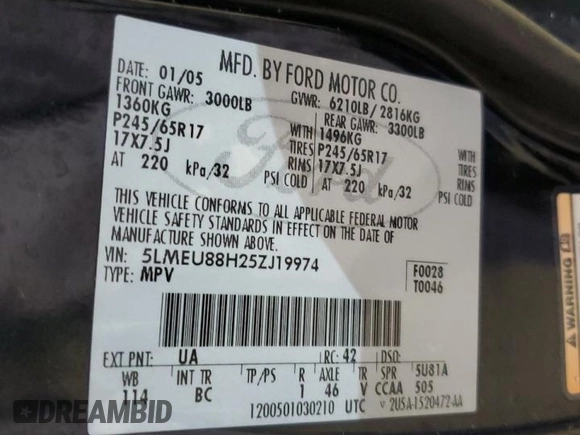 MFD. BY FORD MOTOR CO.
DATE: 01/05
GVWR: 6210LB / 2816KG
FRONT GAWR: 3000LB
REAR GAWR: 3300LB
1360KG
1496KG WITH
P245/65R17 WITH
TIRES P245/65R17 TIRES
17X7.5J RIMS
17X7.5J RIMS
AT 220 kPa/32 PSI COLD
AT 220 kPa/32 PSI COLD
Ford
THIS VEHICLE CONFORMS TO ALL APPLICABLE FEDERAL MOTOR
VEHICLE SAFETY STANDARDS IN EFFECT ON THE DATE OF
MANUFACTURE SHOWN ABOVE.
VIN: 5LMEU88H25ZJ19974
TYPE: MPV
F0028
T0046
EXT PNT: UA RC: 42 DSO:
WB INT TR TP/PS R AXLE TR SPR 5U81A
114 BC 1 46 V CCAA 505
1200501030210 UTC
V 2U5A-1520472-AA
WARNING
DREAMBID